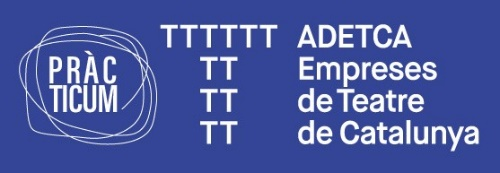 PRÀC
TICUM
TTTTTT ADETCA
TT Empreses
TT de Teatre
TT de Catalunya